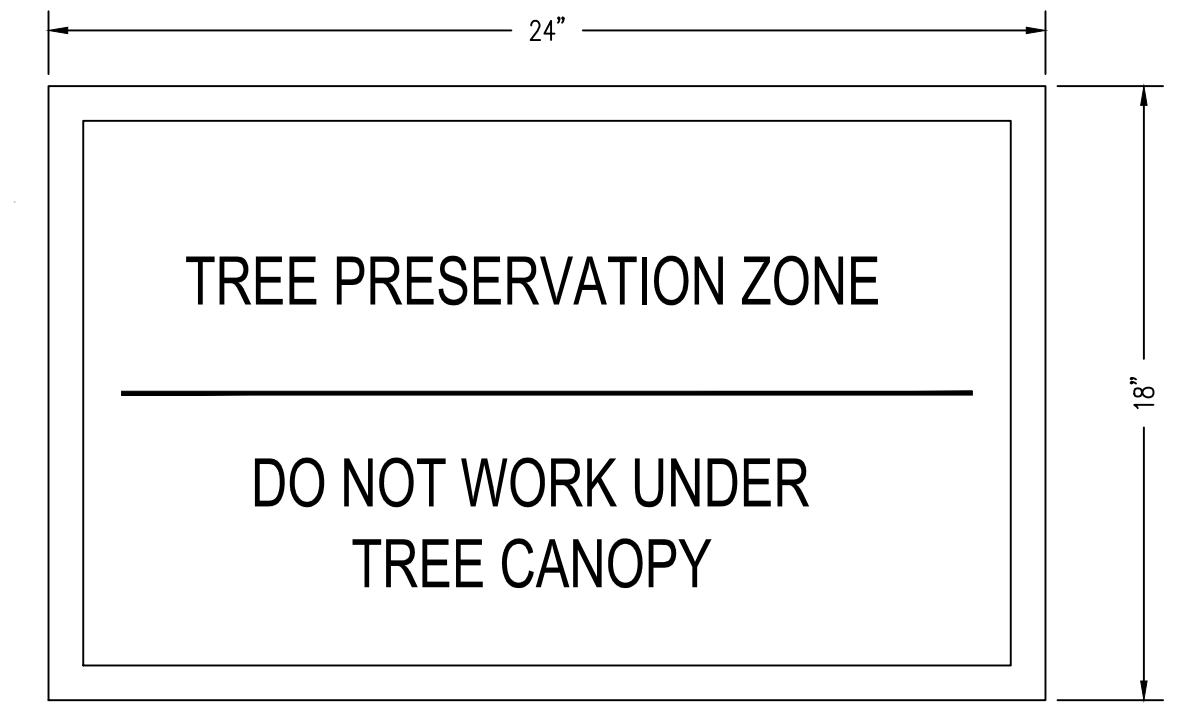 24”
TREE PRESERVATION ZONE
18”
DO NOT WORK UNDER
TREE CANOPY